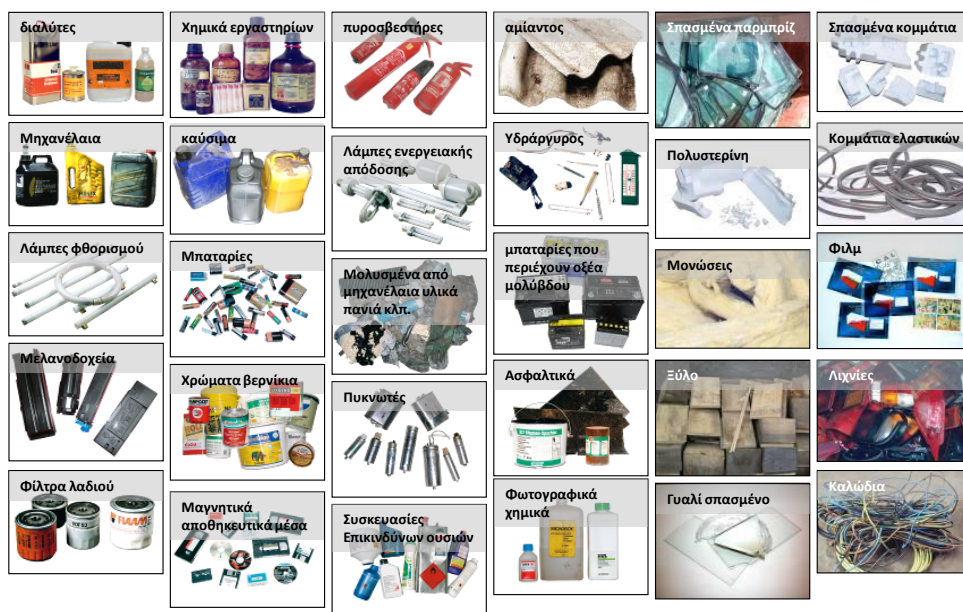 διαλύτες
Χημικά εργαστηρίων
πυροσβεστήρες
αμίαντος
Σπασμένα παρμπρίζ
Σπασμένα κομμάτια
Μηχανέλαια
καύσιμα
Λάμπες ενεργειακής
απόδοσης
Υδράργυρος
Πολυστερίνη
Κομμάτια ελαστικών
Λάμπες φθορισμού
Μπαταρίες
Μολυσμένα από
μηχανέλαια υλικά
πανιά κλπ.
μπαταρίες που
περιέχουν οξέα
μολύβδου
Μονώσεις
Φιλμ
Μελανοδοχεία
Χρώματα βερνίκια
Πυκνωτές
Ασφαλτικά
Ξύλο
Λιχνίες
Φίλτρα λαδιού
Μαγνητικά
αποθηκευτικά μέσα
Συσκευασίες
Επικινδύνων ουσιών
Φωτογραφικά
χημικά
Γυαλί σπασμένο
Καλώδια